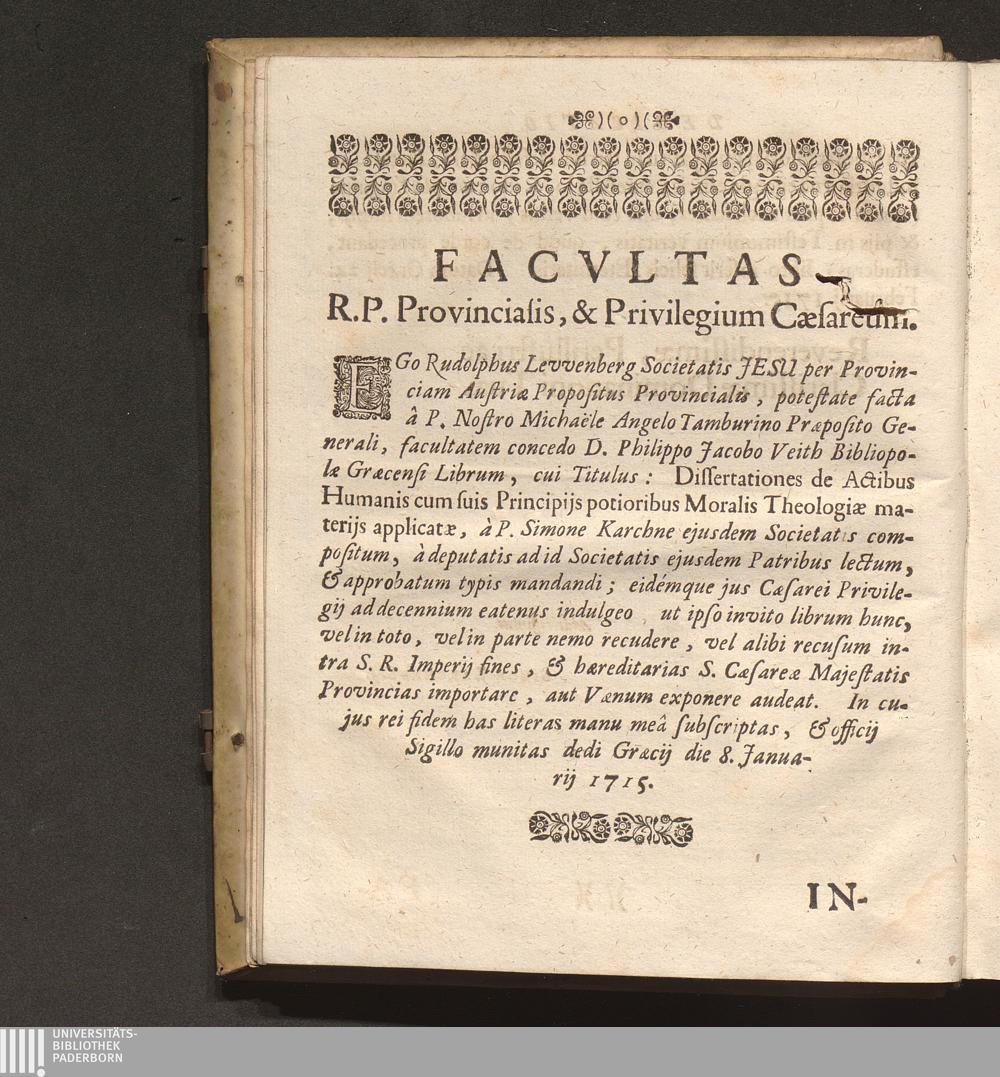 )(o)(
FACVLTAS
R.P. Provincialis, & Privilegium Cæsareum.
EGo Rudolphus Levvenberg Societatis JESU per Provin-
ciam Austriæ Propositus Provincialis, potestate facta
â P. Nostro Michaële Angelo Tamburino Præposito Ge-
nerali, facultatem concedo D. Philippo Jacobo Veith Bibliopo-
læ Græcensi Librum, cui Titulus: Dissertationes de Actibus
Humanis cum suis Principijs potioribus Moralis Theologiæ ma-
terijs applicatæ, à P. Simone Karchne ejusdem Societatis com-
positum, à deputatis ad id Societatis ejusdem Patribus lectum,
& approbatum typis mandandi; eidémque jus Cæsarei Privile-
gij ad decennium eatenus indulgeo ut ipso invito librum hunc,
vel in toto, vel in parte nemo recudere, vel alibi recusum in-
tra S. R. Imperij fines, & hæreditarias S. Cæsareæ Majestatis
Provincias importare, aut Vænum exponere audeat. In cu-
jus rei fidem has literas manu meâ subscriptas, & officij
Sigillo munitas dedi Græcij die 8. Janua-
rij 1715.
IN-
UNIVERSITÄTS-
BIBLIOTHEK
PADERBORN